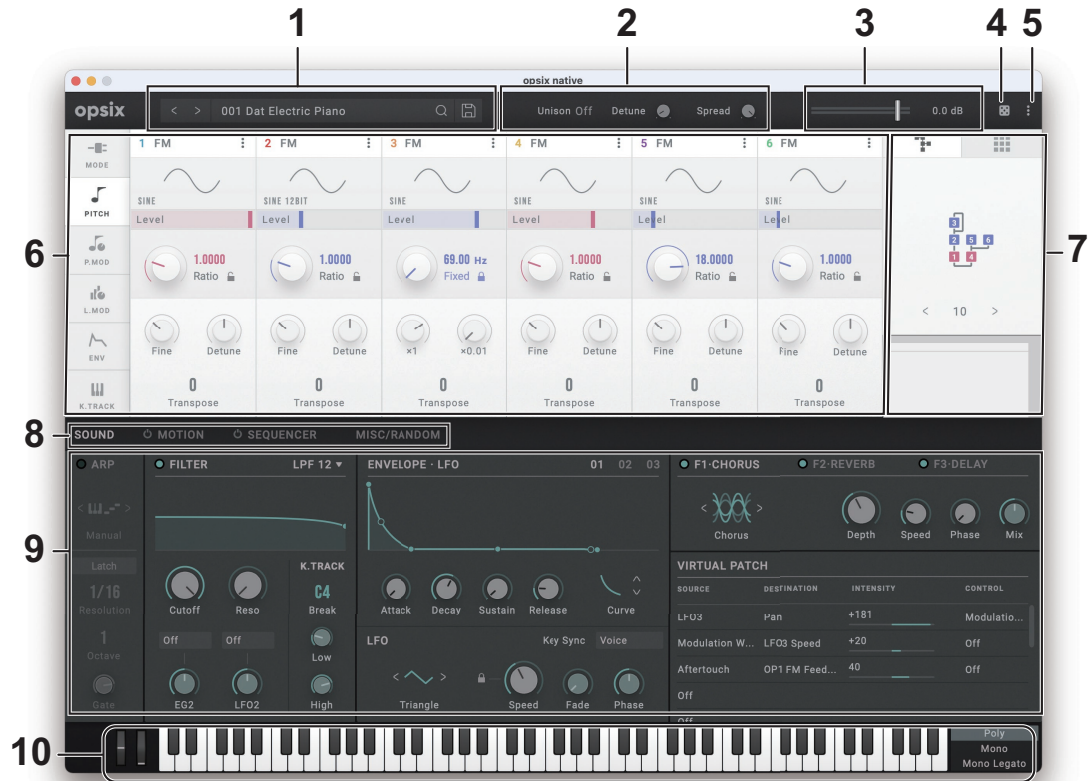 1 2 3 4 5
opsix native
opsix < > 001 Dat Electric Piano Unison Off Detune Spread 0.0 dB
MODE
PITCH
P.MOD
L.MOD
ENV
K.TRACK
1 FM 2 FM 3 FM 4 FM 5 FM 6 FM
SINE SINE 12BIT SINE SINE SINE SINE
Level Level Level Level Level Level
1.0000 1.0000 69.00 Hz 1.0000 18.0000 1.0000
Ratio Ratio Fixed Ratio Ratio Ratio
Fine Detune Fine Detune ×1 ×0.01 Fine Detune Fine Detune Fine Detune
0 0 0 0 0 0
Transpose Transpose Transpose Transpose Transpose Transpose
6
3
2 5 6
1 4
< 10 >
7
8
SOUND MOTION SEQUENCER MISC/RANDOM
9
ARP
Manual
Latch
1/16
Resolution
1
Octave
Gate
FILTER LPF 12
K.TRACK
Cutoff Reso C4
Break
Off Off
Low
EG2 LFO2 High
ENVELOPE · LFO 01 02 03
Attack Decay Sustain Release Curve
LFO Key Sync Voice
< >
Triangle Speed Fade Phase
F1·CHORUS F2·REVERB F3·DELAY
< >
Chorus Depth Speed Phase Mix
VIRTUAL PATCH
SOURCE DESTINATION INTENSITY CONTROL
LFO3 Pan +181 Modulatio...
Modulation W... LFO3 Speed +20 Off
Aftertouch OP1 FM Feed... 40 Off
Off
Off
10
Poly
Mono
Mono Legato